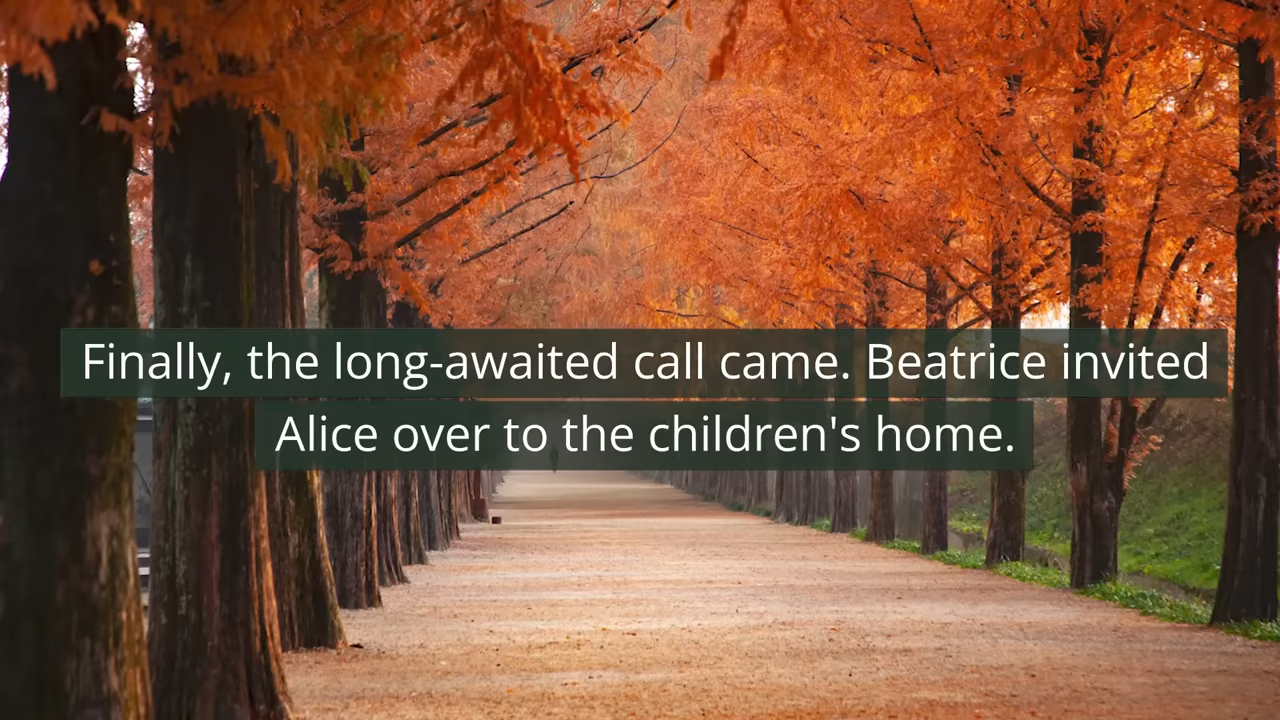 Finally, the long-awaited call came. Beatrice invited
Alice over to the children's home.